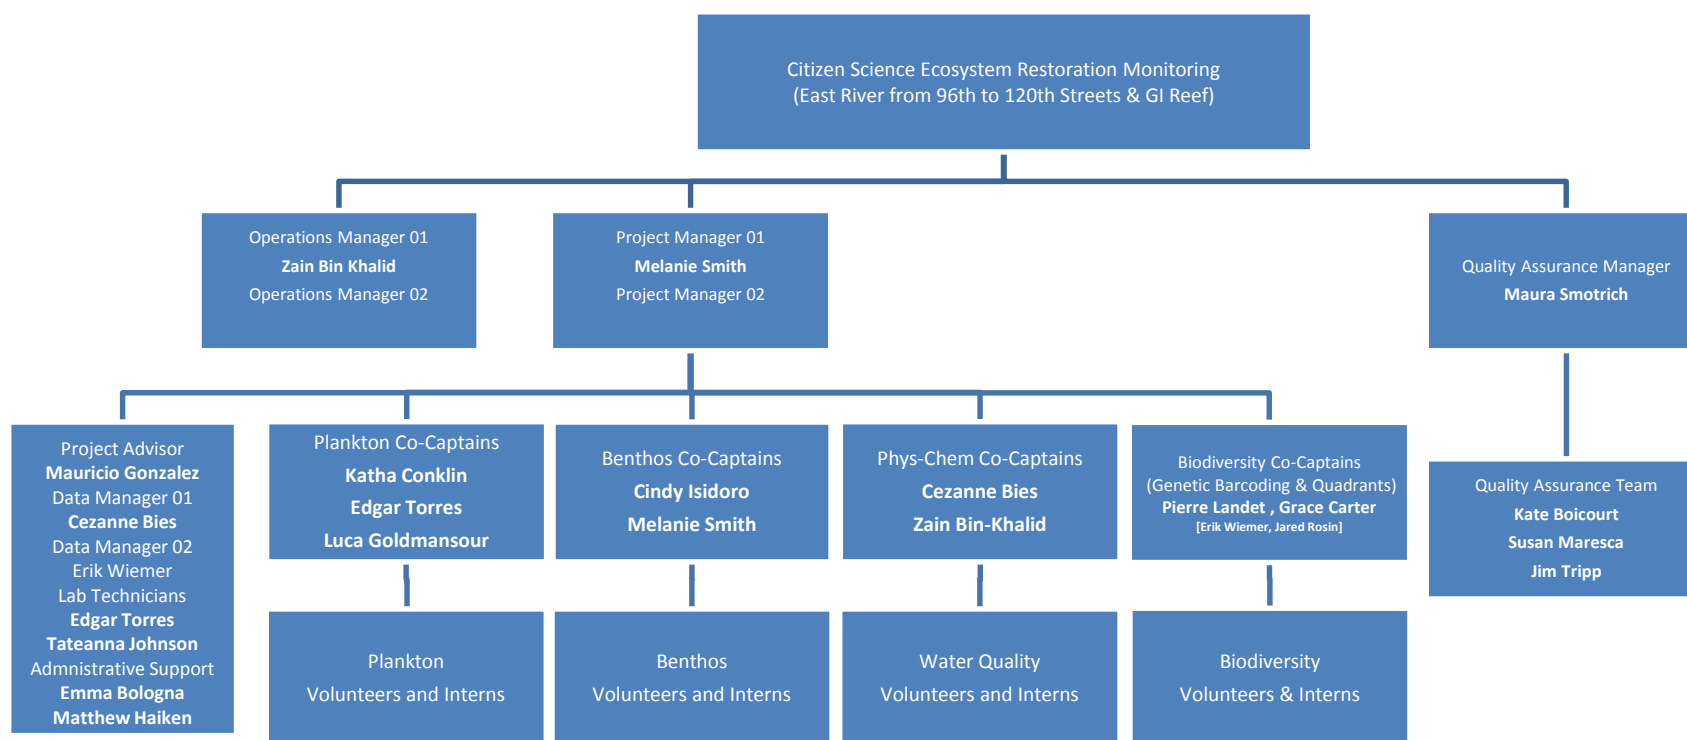 Citizen Science Ecosystem Restoration Monitoring
(East River from 96th to 120th Streets & GI Reef)
Operations Manager 01
Zain Bin Khalid
Operations Manager 02
Project Manager 01
Melanie Smith
Project Manager 02
Quality Assurance Manager
Maura Smotrich
Project Advisor
Mauricio Gonzalez
Data Manager 01
Cezanne Bies
Data Manager 02
Erik Wiemer
Lab Technicians
Edgar Torres
Tateanna Johnson
Admnistrative Support
Emma Bologna
Matthew Haiken
Plankton Co-Captains
Katha Conklin
Edgar Torres
Luca Goldmansour
Benthos Co-Captains
Cindy Isidoro
Melanie Smith
Phys-Chem Co-Captains
Cezanne Bies
Zain Bin-Khalid
Biodiversity Co-Captains
(Genetic Barcoding & Quadrants)
Pierre Landet , Grace Carter
[Erik Wiemer, Jared Rosin]
Quality Assurance Team
Kate Boicourt
Susan Maresca
Jim Tripp
Plankton
Volunteers and Interns
Benthos
Volunteers and Interns
Water Quality
Volunteers and Interns
Biodiversity
Volunteers & Interns